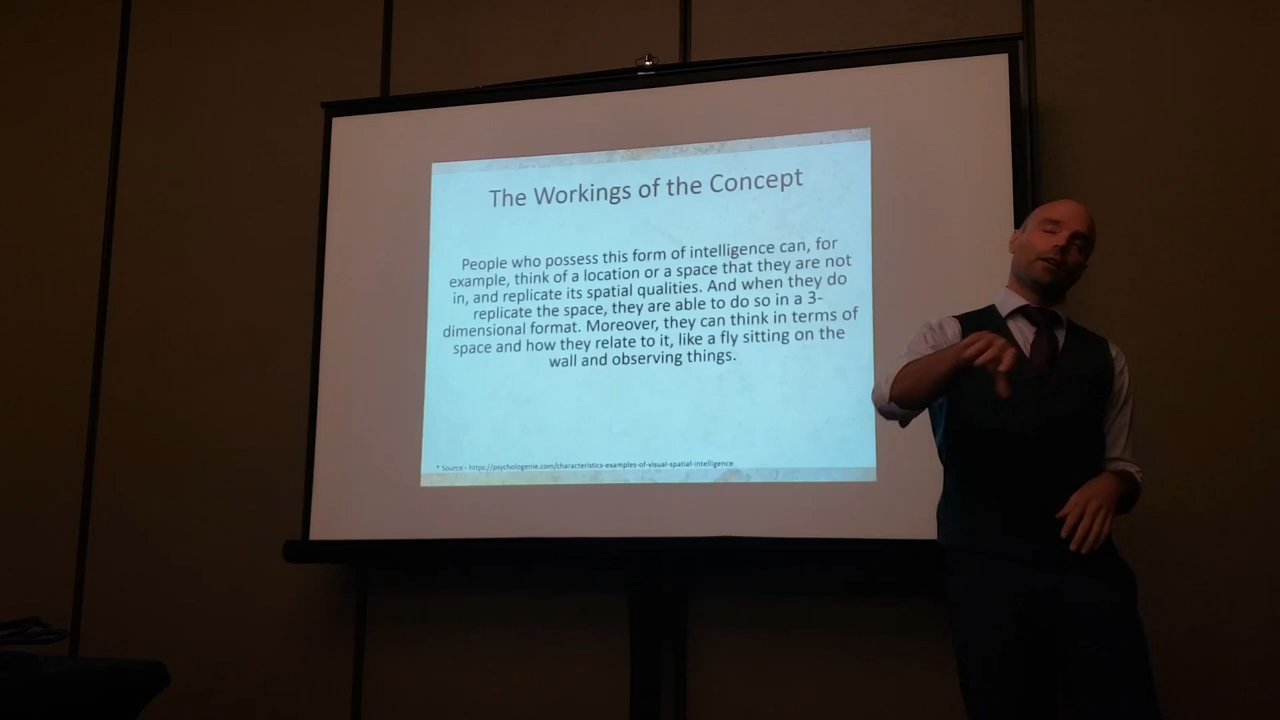 The Workings of the Concept
People who possess this form of intelligence can, for
example, think of a location or a space that they are not
in, and replicate its spatial qualities. And when they do
replicate the space, they are able to do so in a 3-
dimensional format. Moreover, they can think in terms of
space and how they relate to it, like a fly sitting on the
wall and observing things.
* Source - https://psychologenie.com/characteristics-examples-of-visual-spatial-intelligence